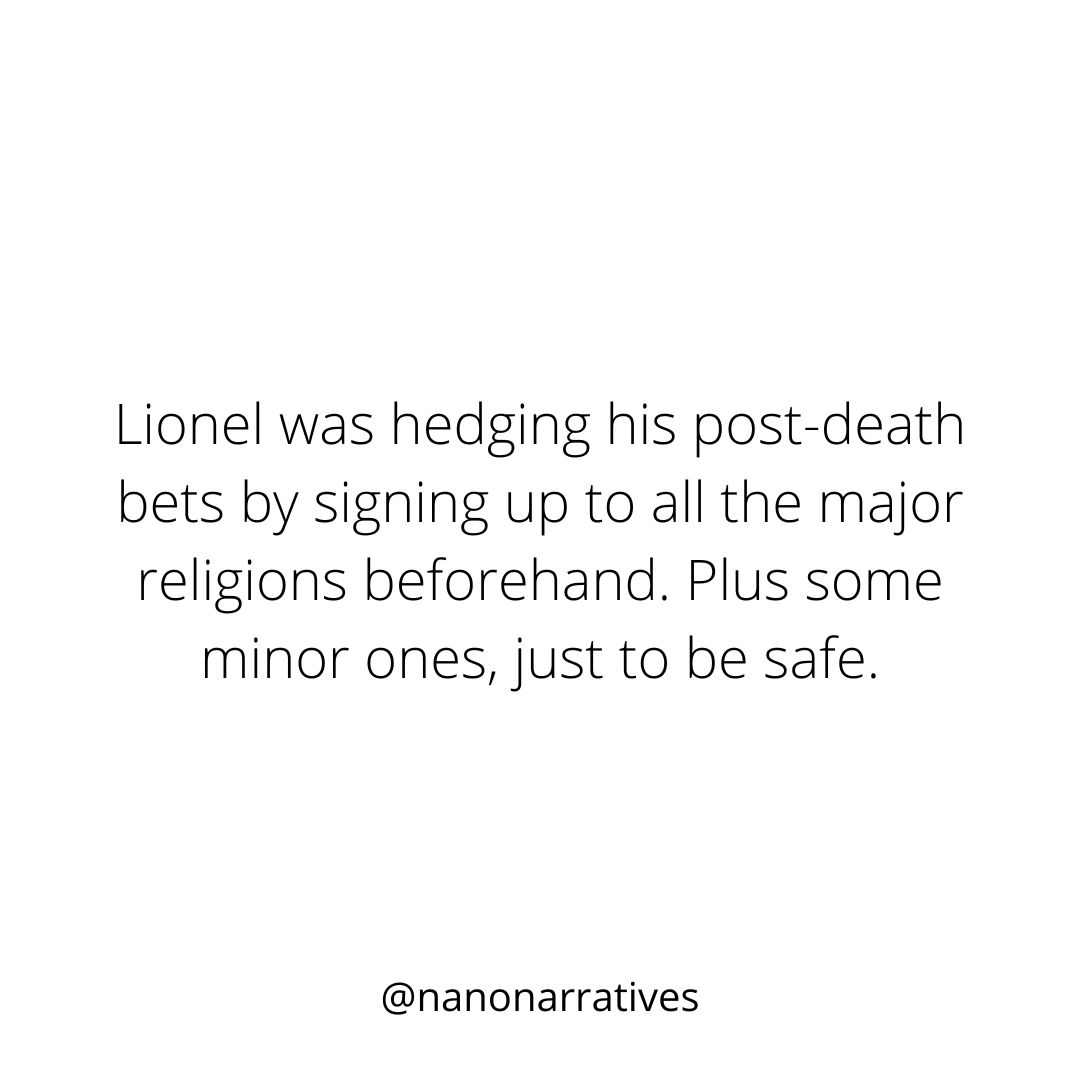 Lionel was hedging his post-death
bets by signing up to all the major
religions beforehand. Plus some
minor ones, just to be safe.
@nanonarratives